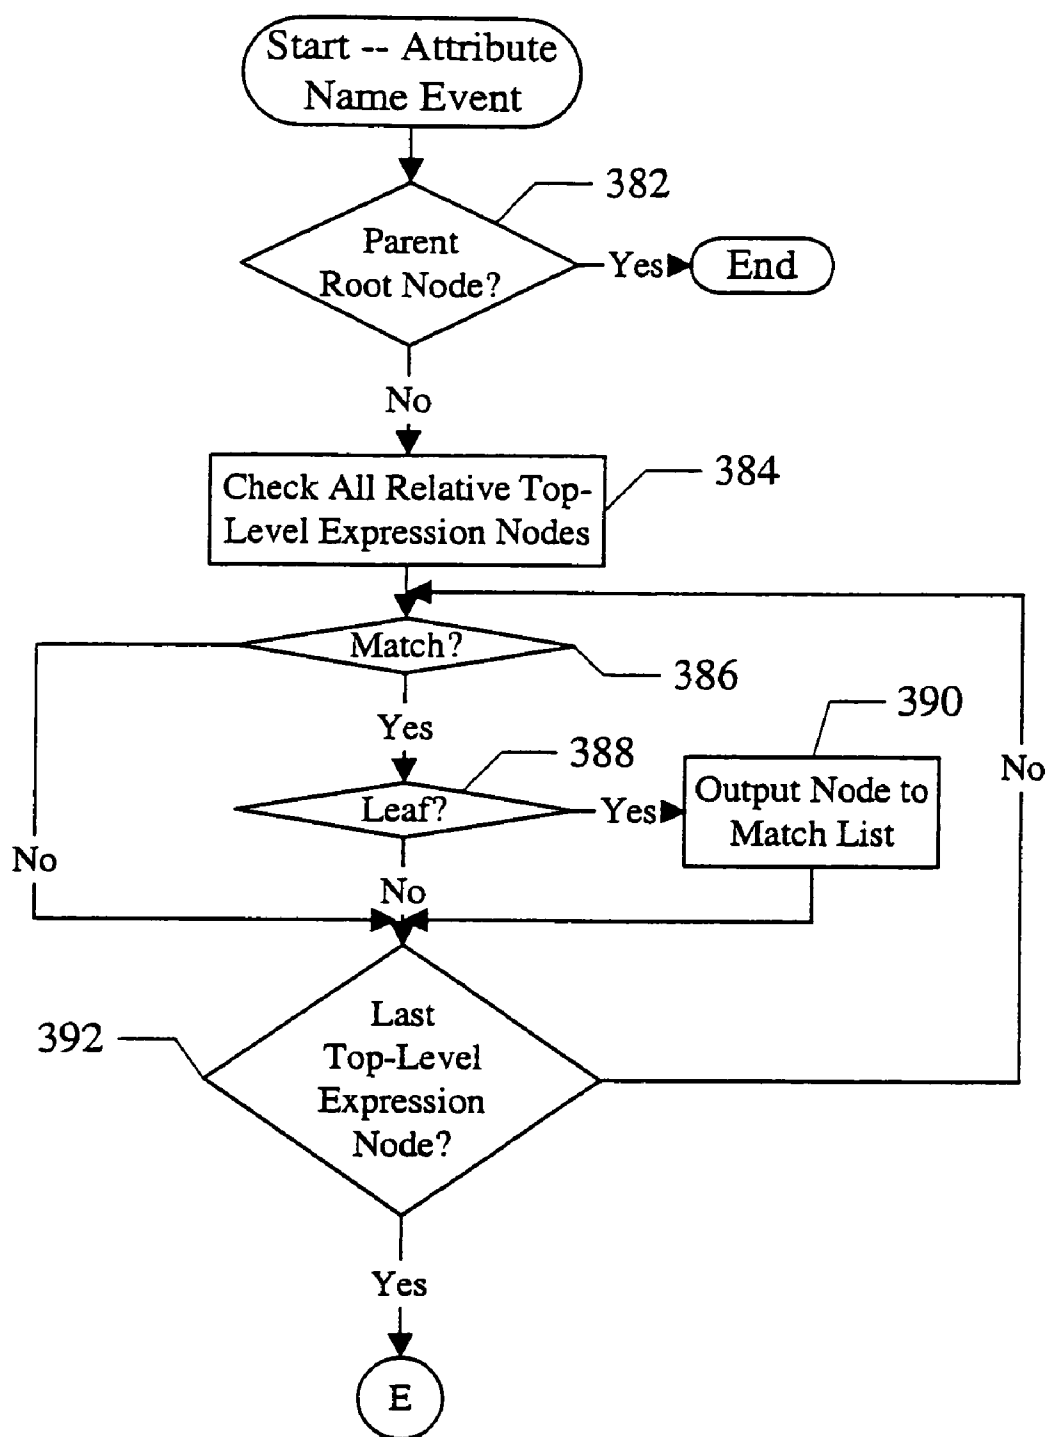 Start -- Attribute
Name Event
382
Parent
Root Node?
Yes
End
No
384
Check All Relative Top-
Level Expression Nodes
Match?
386
Yes
390
388
No
Leaf?
Yes
Output Node to
Match List
No
No
392
Last
Top-Level
Expression
Node?
Yes
E